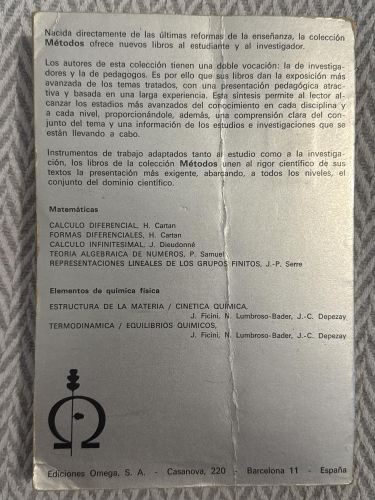 Nacida directamente de las últimas reformas de la enseñanza, la colección
Métodos ofrece nuevos libros al estudiante y al investigador.
Los autores de esta colección tienen una doble vocación: la de investiga-
dores y la de pedagogos. Es por ello que sus libros dan la exposición más
avanzada de los temas tratados, con una presentación pedagógica atrac-
tiva y basada en una larga experiencia. Esta síntesis permite al lector al-
canzar los estadios más avanzados del conocimiento en cada disciplina y
a cada nivel, proporcionándole, además, una comprensión clara del con-
junto del tema y una información de los estudios e investigaciones que se
están llevando a cabo.
Instrumentos de trabajo adaptados tanto al estudio como a la investiga-
ción, los libros de la colección Métodos unen al rigor científico de sus
textos la presentación más exigente, abarcando, a todos los niveles, el
conjunto del dominio científico.
Matemáticas
CALCULO DIFERENCIAL, H. Cartan
FORMAS DIFERENCIALES, H. Cartan
CALCULO INFINITESIMAL, J. Dieudonné
TEORIA ALGEBRAICA DE NUMEROS, P. Samuel
REPRESENTACIONES LINEALES DE LOS GRUPOS FINITOS, J.-P. Serre
Elementos de química física
ESTRUCTURA DE LA MATERIA / CINETICA QUIMICA,
J. Ficini, N. Lumbroso-Bader, J.-C. Depezay
TERMODINAMICA / EQUILIBRIOS QUIMICOS,
J. Ficini, N. Lumbroso-Bader, J.-C. Depezay
Ediciones Omega, S. A. - Casanova, 220 - Barcelona 11 - España